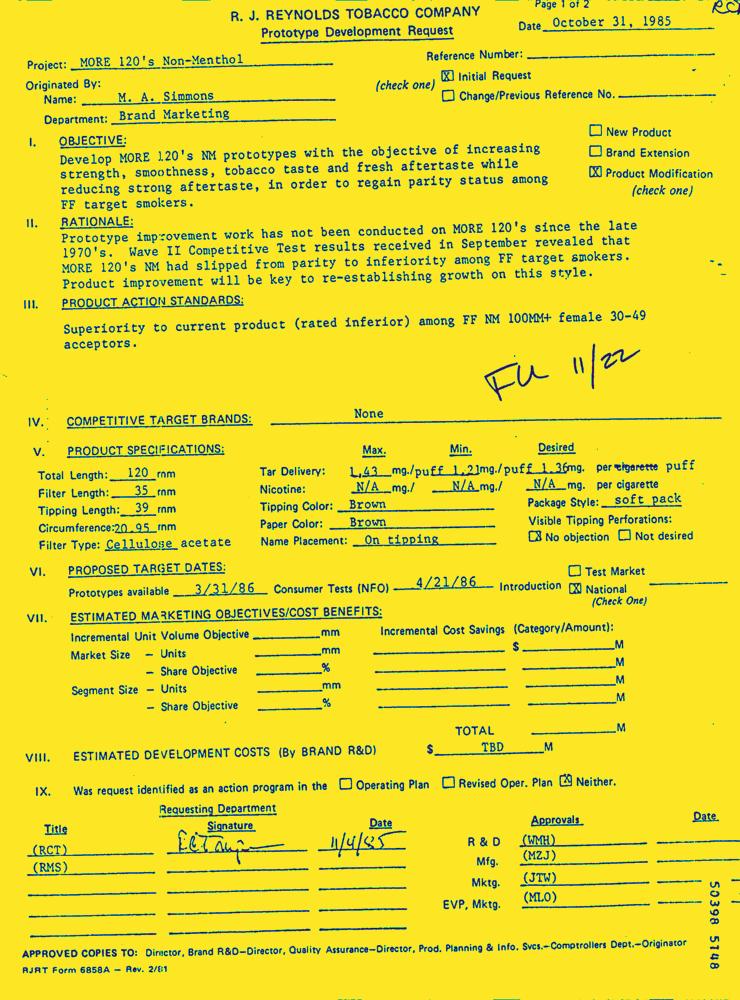 Page 1 of 2
R. J. REYNOLDS TOBACCO COMPANY
Prototype Development Request
Date October 31, 1985
Project: MORE 120's Non-Menthol
Reference Number:
Originated By:
Name: M. A. Simmons
Department: Brand Marketing
(check one) [X] Initial Request
[ ] Change/Previous Reference No.
I. OBJECTIVE:
Develop MORE 120's NM prototypes with the objective of increasing
strength, smoothness, tobacco taste and fresh aftertaste while
reducing strong aftertaste, in order to regain parity status among
FF target smokers.
[ ] New Product
[ ] Brand Extension
[X] Product Modification
(check one)
II. RATIONALE:
Prototype improvement work has not been conducted on MORE 120's since the late
1970's. Wave II Competitive Test results received in September revealed that
MORE 120's NM had slipped from parity to inferiority among FF target smokers.
Product improvement will be key to re-establishing growth on this style.
III. PRODUCT ACTION STANDARDS:
Superiority to current product (rated inferior) among FF NM 100MM+ female 30-49
acceptors.
FU 11/22
IV. COMPETITIVE TARGET BRANDS: None
V. PRODUCT SPECIFICATIONS:
Total Length: 120 mm
Filter Length: 35 mm
Tipping Length: 39 mm
Circumference: 20.95 mm
Filter Type: Cellulose acetate
Max. Min. Desired
Tar Delivery: 1.43 mg./puff 1.21mg./puff 1.36mg. per cigarette puff
Nicotine: N/A mg./ N/A mg./ N/A mg. per cigarette
Tipping Color: Brown
Paper Color: Brown
Name Placement: On tipping
Package Style: soft pack
Visible Tipping Perforations:
[X] No objection [ ] Not desired
VI. PROPOSED TARGET DATES:
Prototypes available 3/31/86 Consumer Tests (NFO) 4/21/86 Introduction [ ] Test Market
[X] National
(Check One)
VII. ESTIMATED MARKETING OBJECTIVES/COST BENEFITS:
Incremental Unit Volume Objective mm
Market Size – Units mm
– Share Objective %
Segment Size – Units mm
– Share Objective %
Incremental Cost Savings (Category/Amount):
$ M
M
M
M
TOTAL M
VIII. ESTIMATED DEVELOPMENT COSTS (By BRAND R&D) $ TBD M
IX. Was request identified as an action program in the [ ] Operating Plan [ ] Revised Oper. Plan [X] Neither.
Requesting Department
Title Signature Date
(RCT) 11/4/85
(RMS)
Approvals Date
R & D (WMH)
Mfg. (MZJ)
Mktg. (JTW)
EVP, Mktg. (MLO)
50398 5148
APPROVED COPIES TO: Director, Brand R&D–Director, Quality Assurance–Director, Prod. Planning & Info. Svcs.–Comptrollers Dept.–Originator
RJRT Form 6858A – Rev. 2/81